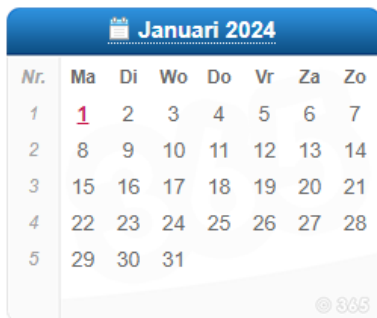 Januari 2024
Nr. Ma Di Wo Do Vr Za Zo
1 1 2 3 4 5 6 7
2 8 9 10 11 12 13 14
3 15 16 17 18 19 20 21
4 22 23 24 25 26 27 28
5 29 30 31
365